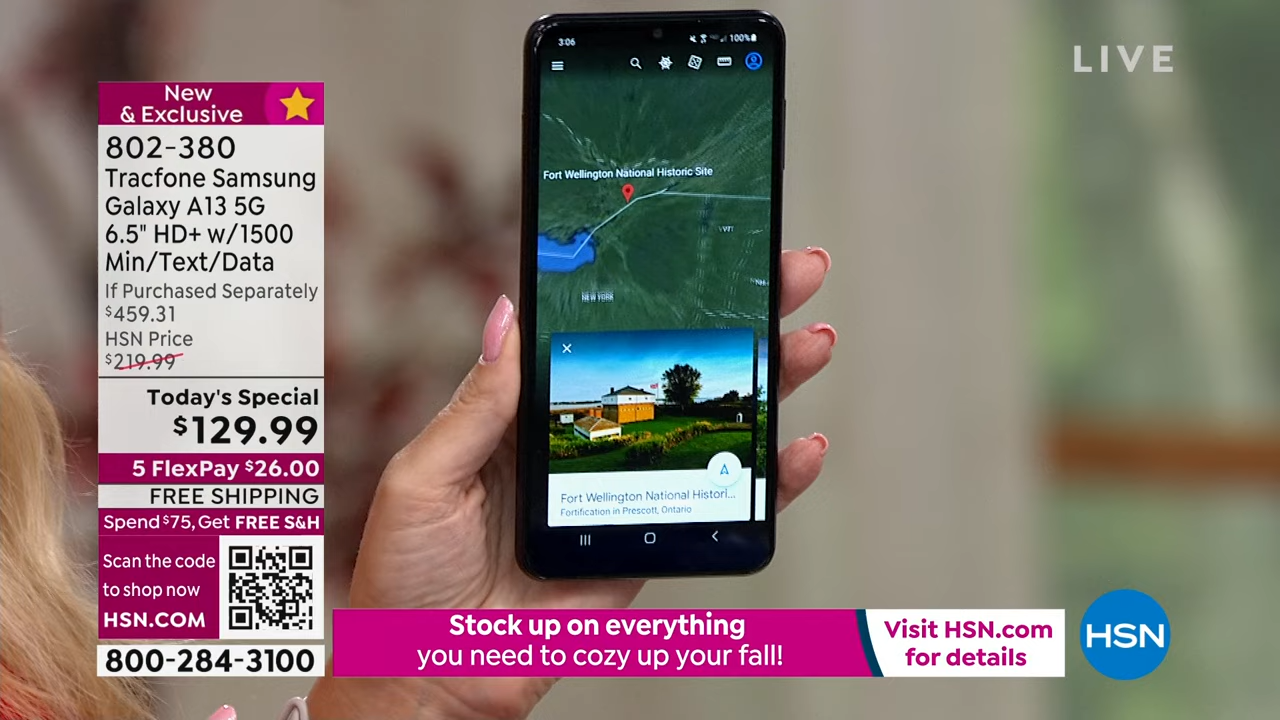 LIVE
New
& Exclusive
802-380
Tracfone Samsung
Galaxy A13 5G
6.5" HD+ w/1500
Min/Text/Data
If Purchased Separately
$459.31
HSN Price
$219.99
Today's Special
$129.99
5 FlexPay $26.00
FREE SHIPPING
Spend $75, Get FREE S&H
Scan the code
to shop now
HSN.COM
800-284-3100
3:06
100%
Fort Wellington National Historic Site
VT
NEW YORK
Fort Wellington National Histori...
Fortification in Prescott, Ontario
Stock up on everything
you need to cozy up your fall!
Visit HSN.com
for details
HSN